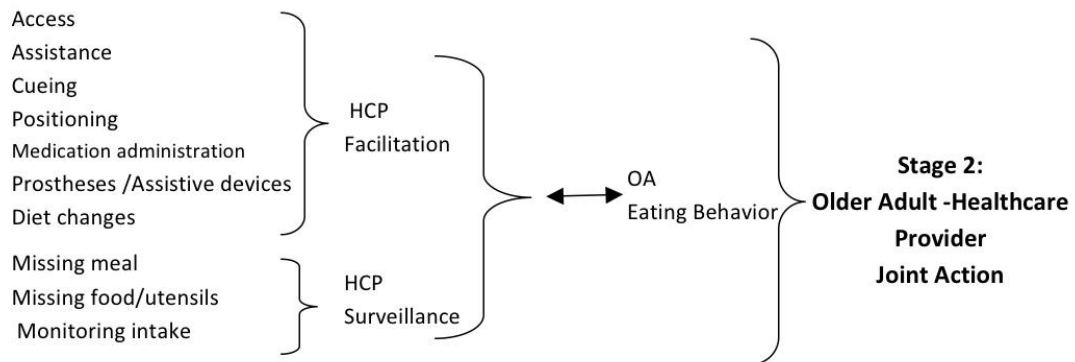 Access
Assistance
Cueing
Positioning
Medication administration
Prostheses /Assistive devices
Diet changes
Missing meal
Missing food/utensils
Monitoring intake
HCP
Facilitation
HCP
Surveillance
OA
Eating Behavior
Stage 2:
Older Adult -Healthcare
Provider
Joint Action